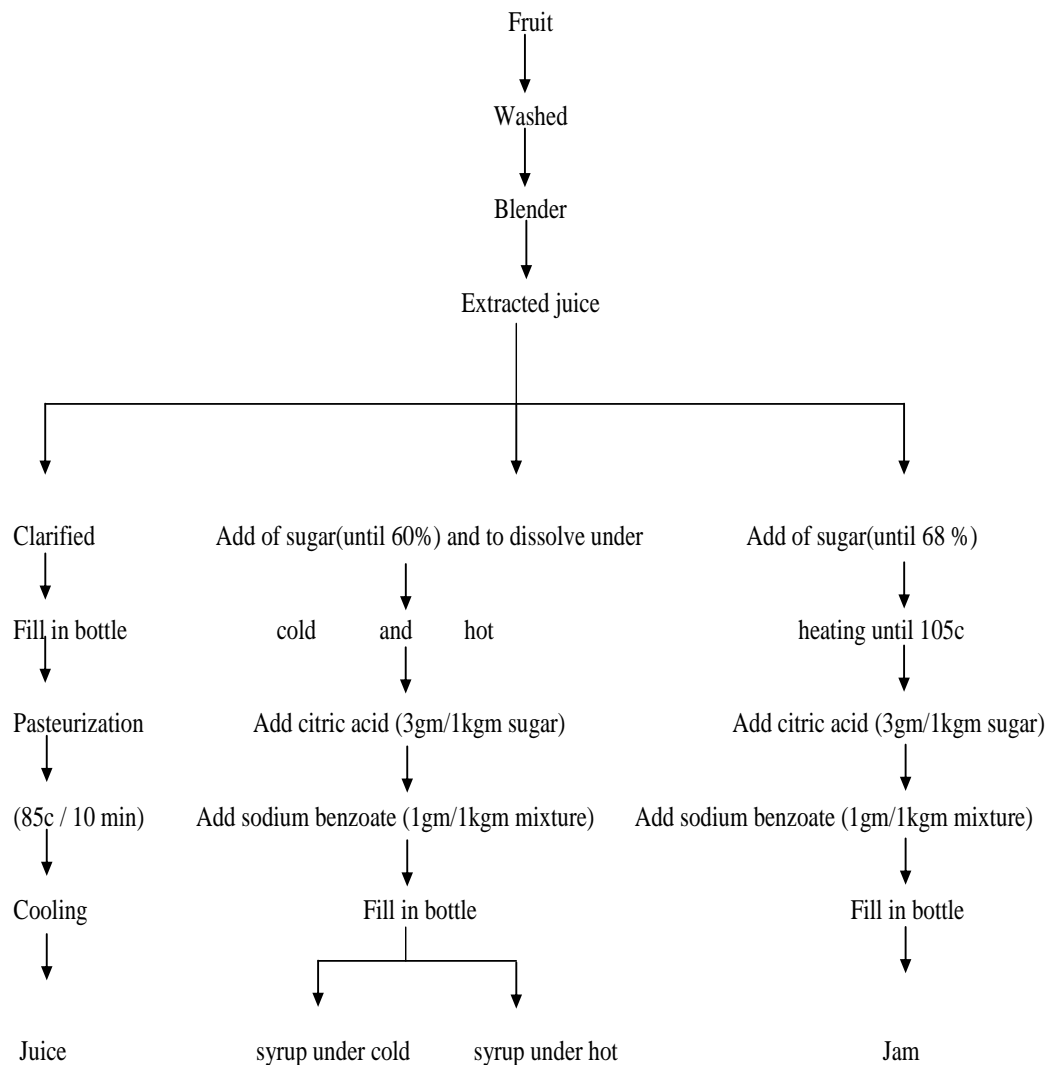 Fruit
Washed
Blender
Extracted juice
Clarified
Add of sugar(until 60%) and to dissolve under
Add of sugar(until 68 %)
Fill in bottle
cold and hot
heating until 105c
Pasteurization
Add citric acid (3gm/1kgm sugar)
Add citric acid (3gm/1kgm sugar)
(85c / 10 min)
Add sodium benzoate (1gm/1kgm mixture)
Add sodium benzoate (1gm/1kgm mixture)
Cooling
Fill in bottle
Fill in bottle
Juice
syrup under cold
syrup under hot
Jam